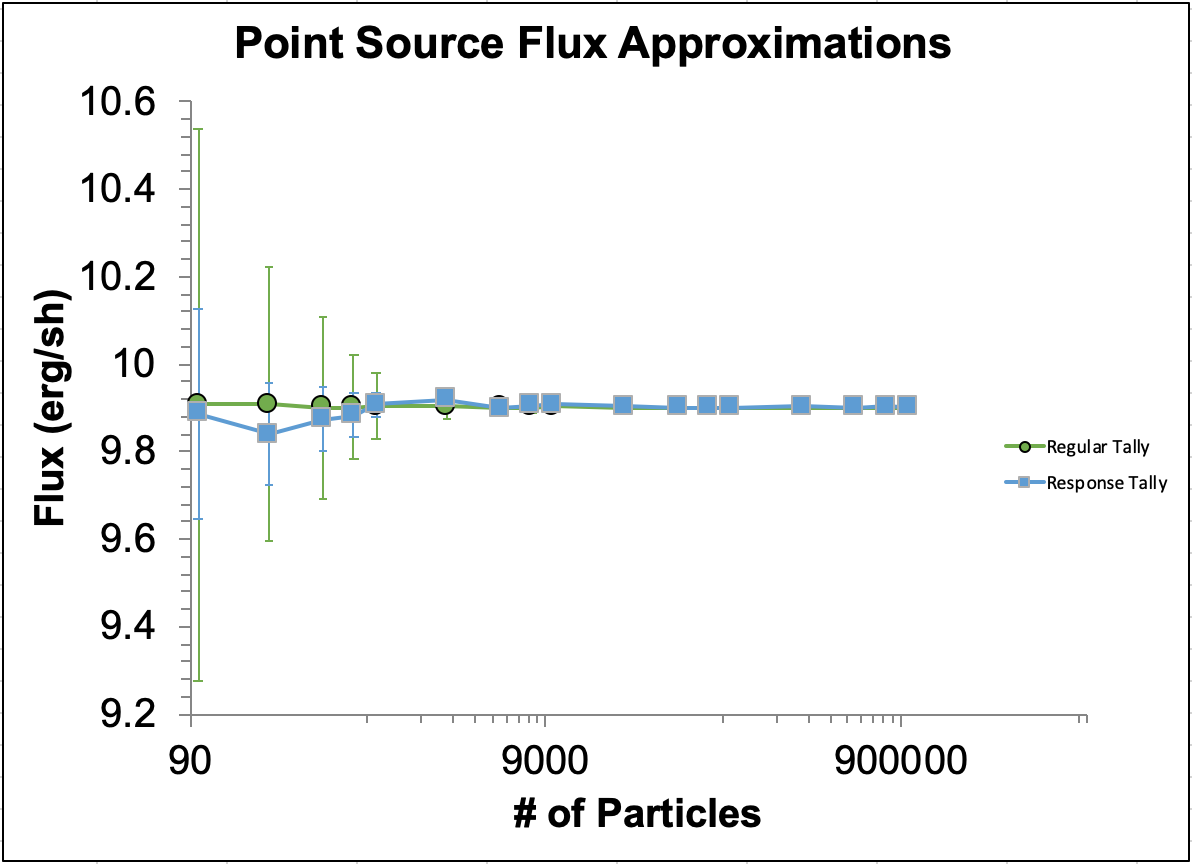 Point Source Flux Approximations
10.6
10.4
10.2
10
9.8
9.6
9.4
9.2
Flux (erg/sh)
90
9000
900000
# of Particles
Regular Tally
Response Tally